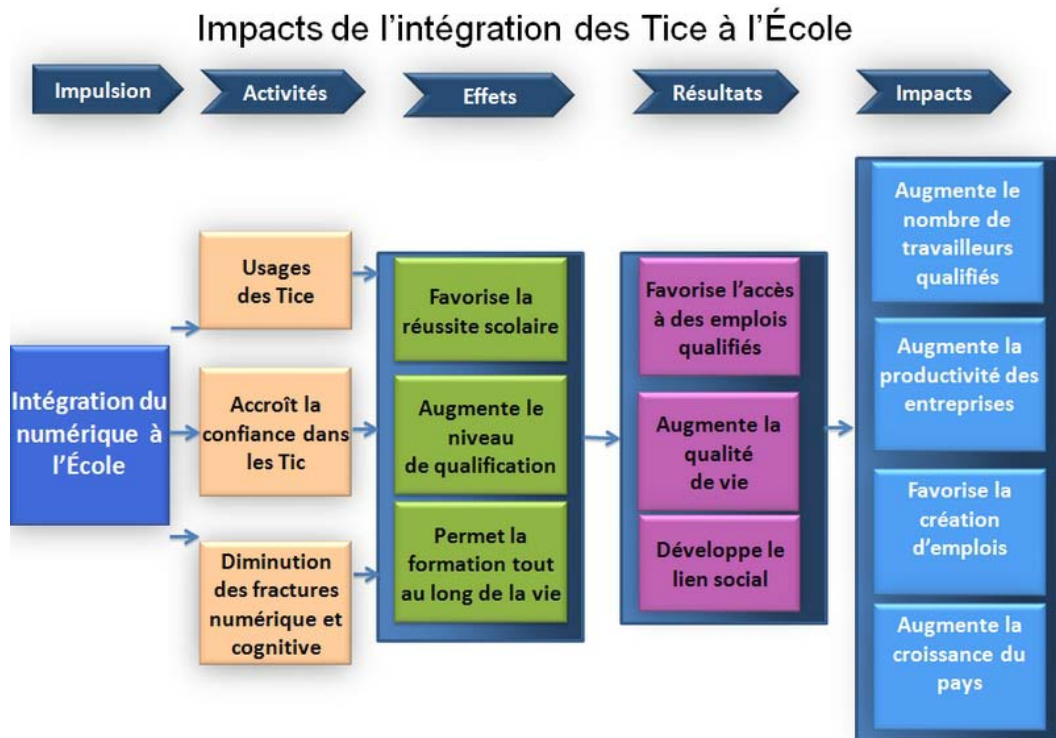 Impacts de l'intégration des Tice à l'École
Impulsion
Activités
Effets
Résultats
Impacts
Intégration du
numérique à
l'École
Usages
des Tice
Accroît la
confiance dans
les Tic
Diminution
des fractures
numérique et
cognitive
Favorise la
réussite scolaire
Augmente le
niveau
de qualification
Permet la
formation tout
au long de la vie
Favorise l'accès
à des emplois
qualifiés
Augmente la
qualité
de vie
Développe le
lien social
Augmente le
nombre de
travailleurs
qualifiés
Augmente la
productivité des
entreprises
Favorise la
création
d'emplois
Augmente la
croissance du
pays